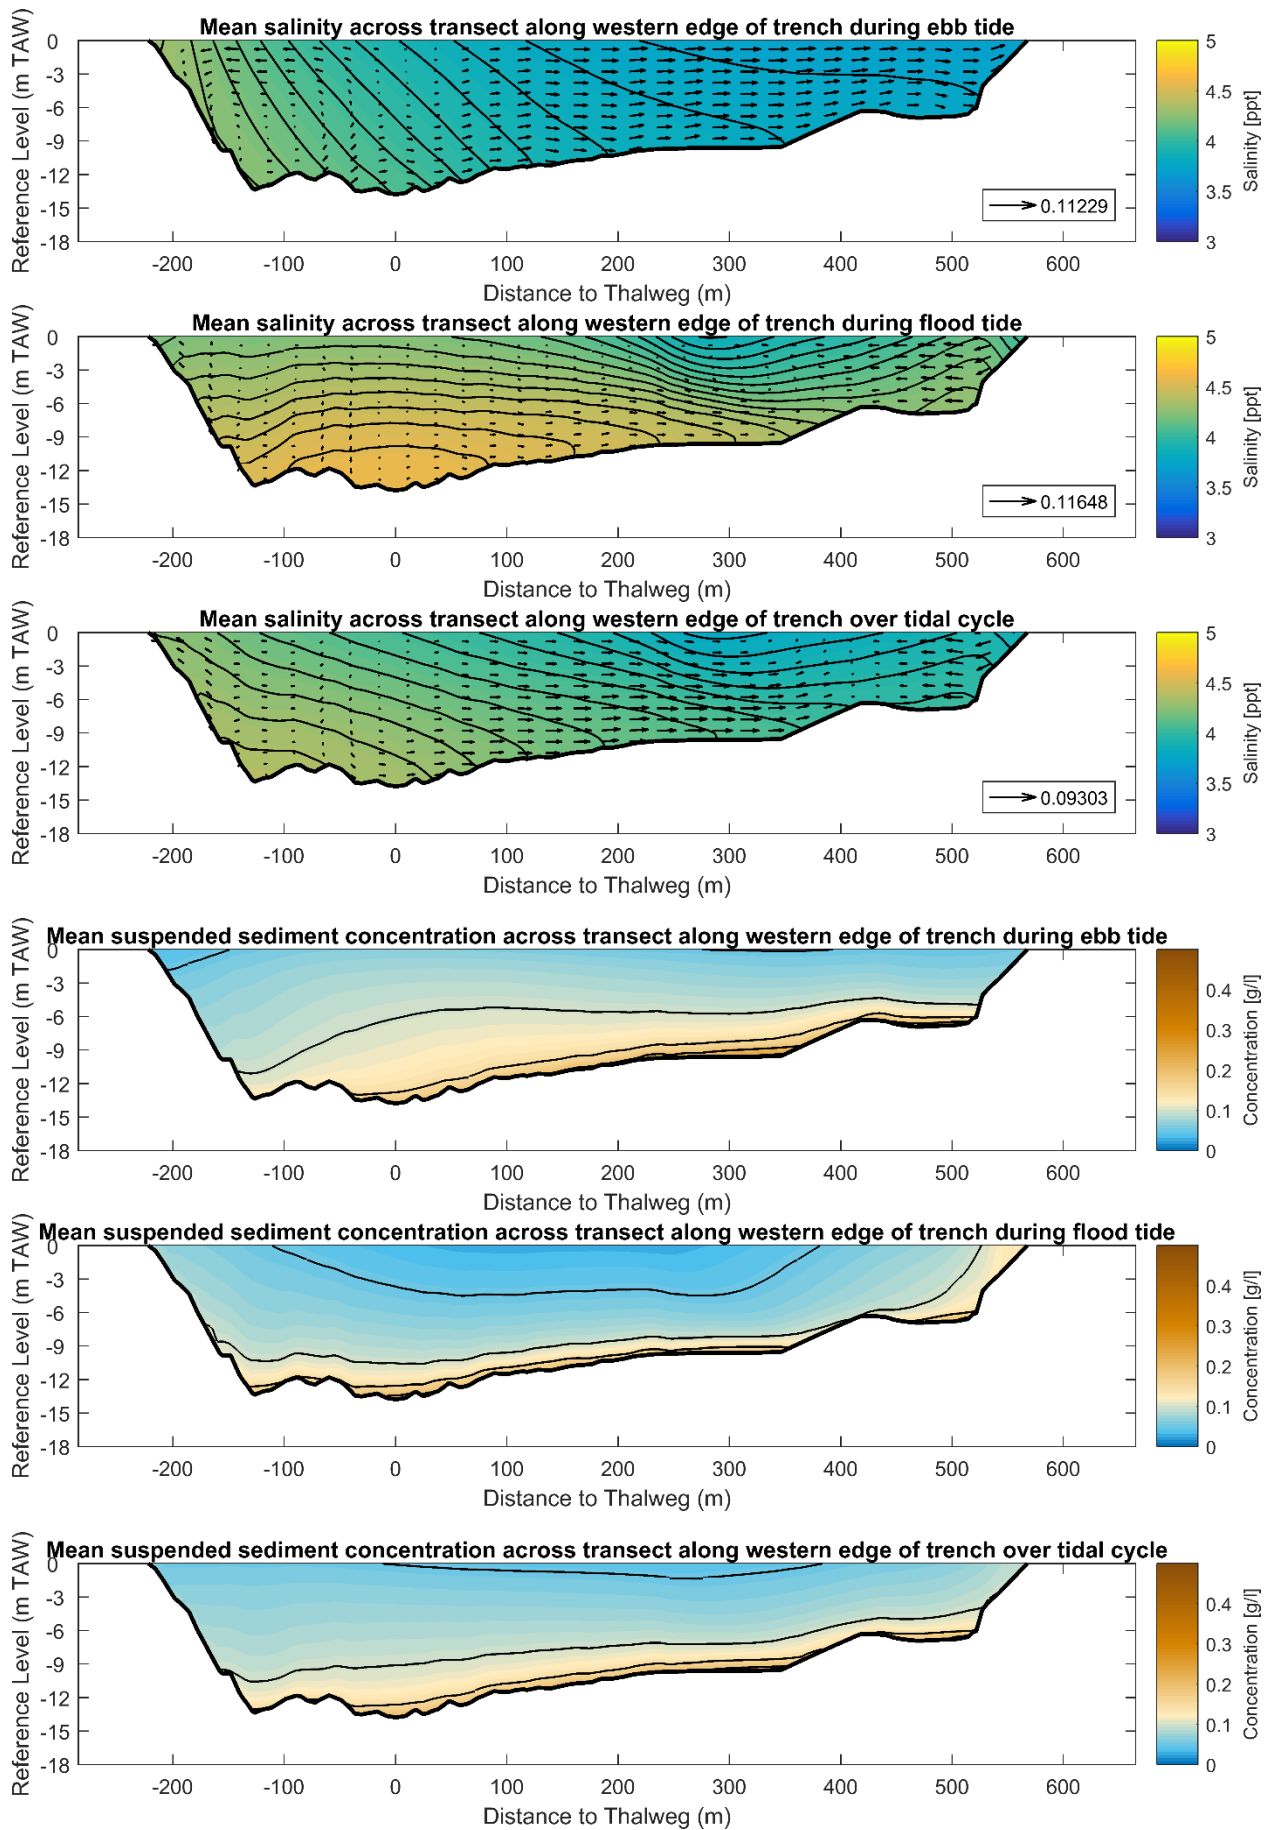 Mean salinity across transect along western edge of trench during ebb tide
Reference Level (m TAW)
0
-3
-6
-9
-12
-15
-18
-200 -100 0 100 200 300 400 500 600
Distance to Thalweg (m)
0.11229
5
4.5
4
3.5
3
Salinity [ppt]
Mean salinity across transect along western edge of trench during flood tide
Reference Level (m TAW)
0
-3
-6
-9
-12
-15
-18
-200 -100 0 100 200 300 400 500 600
Distance to Thalweg (m)
0.11648
5
4.5
4
3.5
3
Salinity [ppt]
Mean salinity across transect along western edge of trench over tidal cycle
Reference Level (m TAW)
0
-3
-6
-9
-12
-15
-18
-200 -100 0 100 200 300 400 500 600
Distance to Thalweg (m)
0.09303
5
4.5
4
3.5
3
Salinity [ppt]
Mean suspended sediment concentration across transect along western edge of trench during ebb tide
Reference Level (m TAW)
0
-3
-6
-9
-12
-15
-18
-200 -100 0 100 200 300 400 500 600
Distance to Thalweg (m)
0.4
0.3
0.2
0.1
0
Concentration [g/l]
Mean suspended sediment concentration across transect along western edge of trench during flood tide
Reference Level (m TAW)
0
-3
-6
-9
-12
-15
-18
-200 -100 0 100 200 300 400 500 600
Distance to Thalweg (m)
0.4
0.3
0.2
0.1
0
Concentration [g/l]
Mean suspended sediment concentration across transect along western edge of trench over tidal cycle
Reference Level (m TAW)
0
-3
-6
-9
-12
-15
-18
-200 -100 0 100 200 300 400 500 600
Distance to Thalweg (m)
0.4
0.3
0.2
0.1
0
Concentration [g/l]